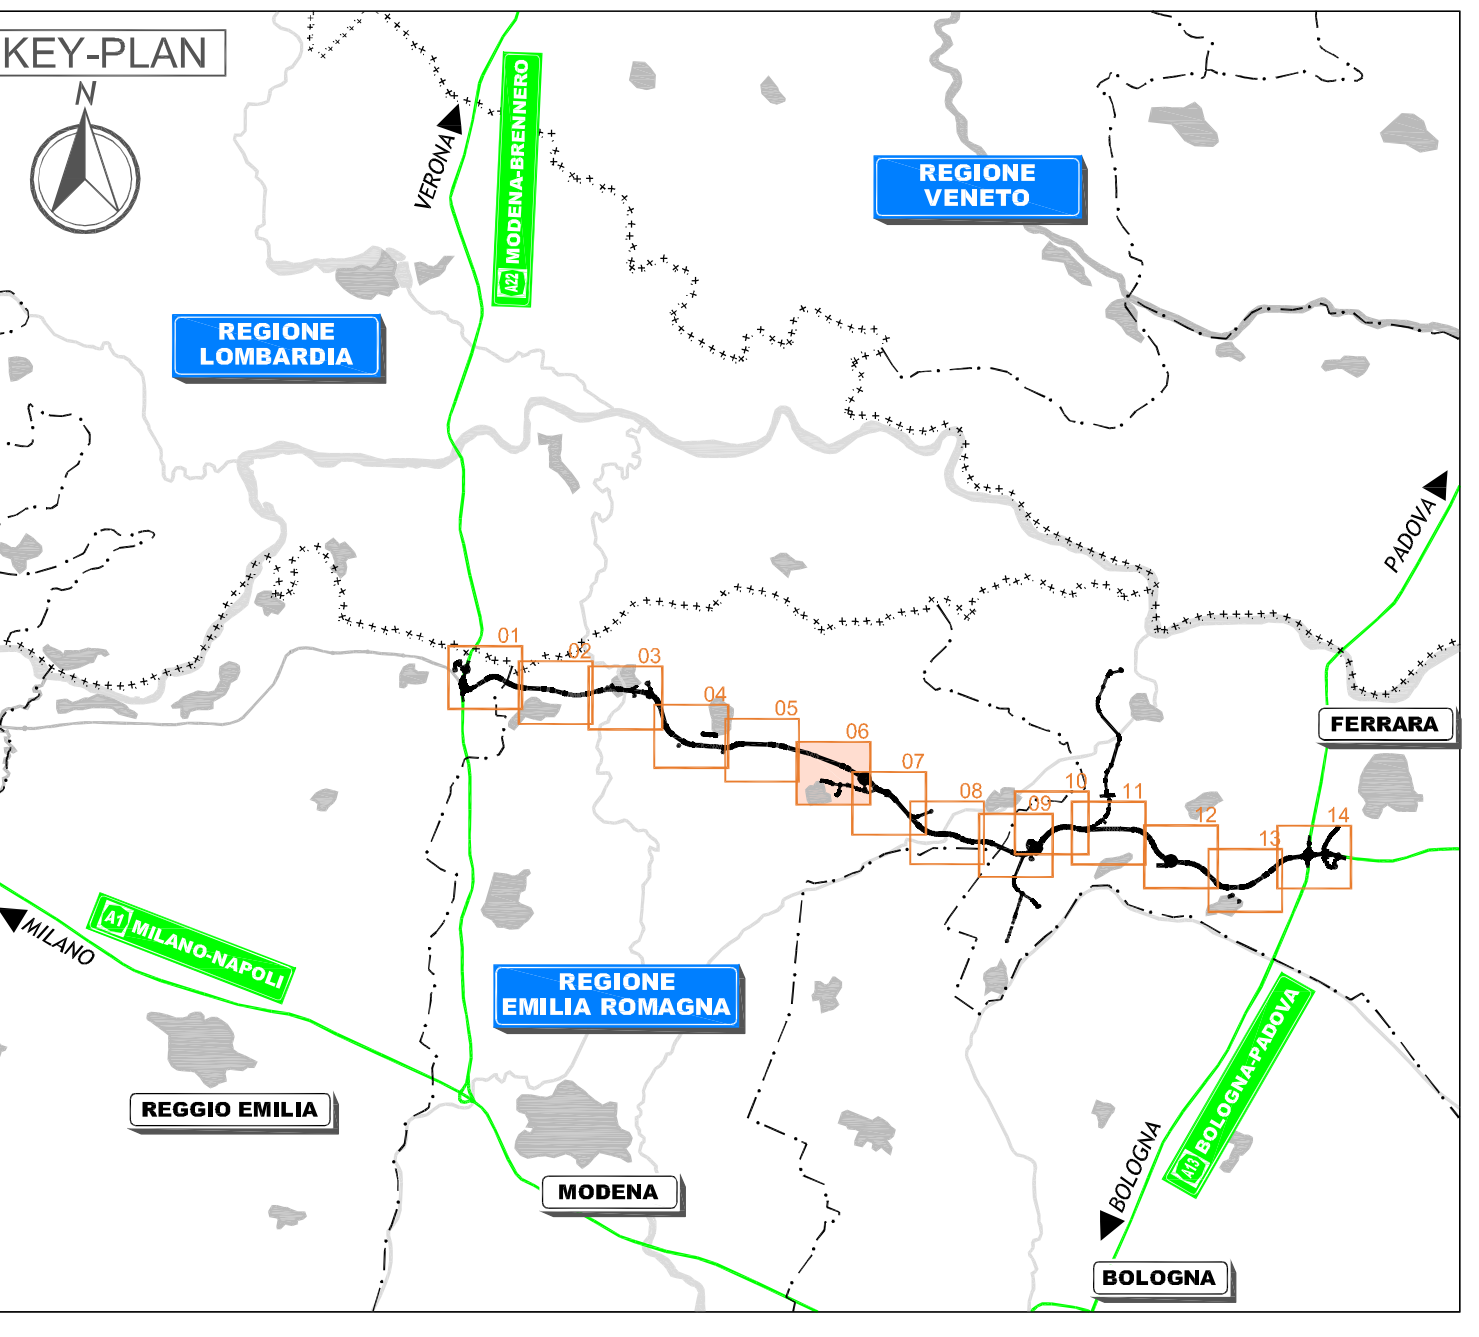 KEY-PLAN
N
VERONA
A22 MODENA-BRENNERO
REGIONE
VENETO
REGIONE
LOMBARDIA
PADOVA
01
02
03
04
05
06
07
08
09
10
11
12
13
14
FERRARA
A1 MILANO-NAPOLI
MILANO
REGIONE
EMILIA ROMAGNA
A13 BOLOGNA-PADOVA
REGGIO EMILIA
BOLOGNA
MODENA
BOLOGNA